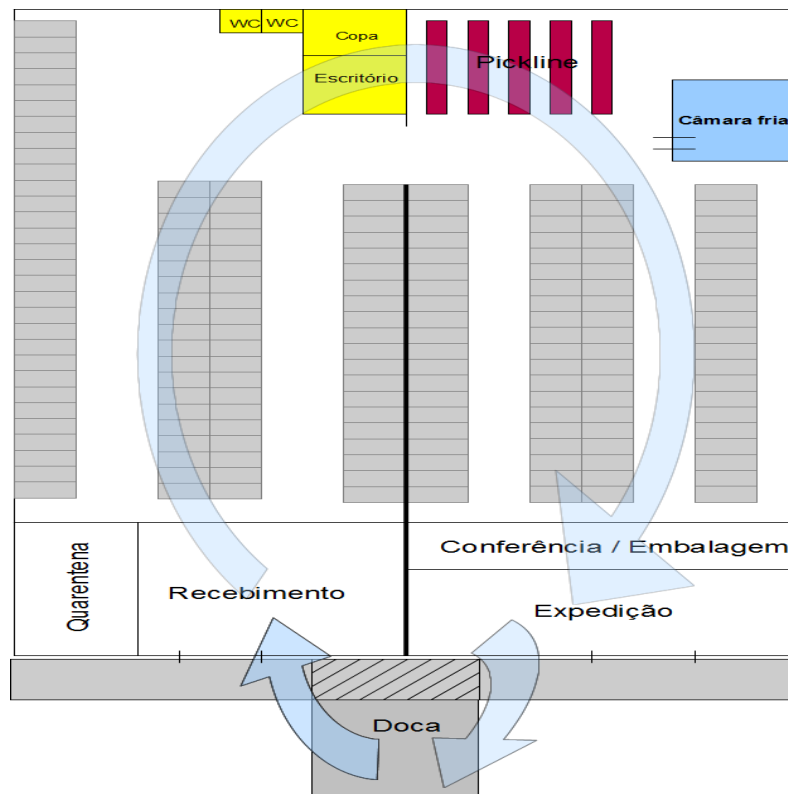 WC WC
Copa
Escritório
Pickline
Câmara fria
Quarentena
Recebimento
Conferência / Embalagem
Expedição
Doca